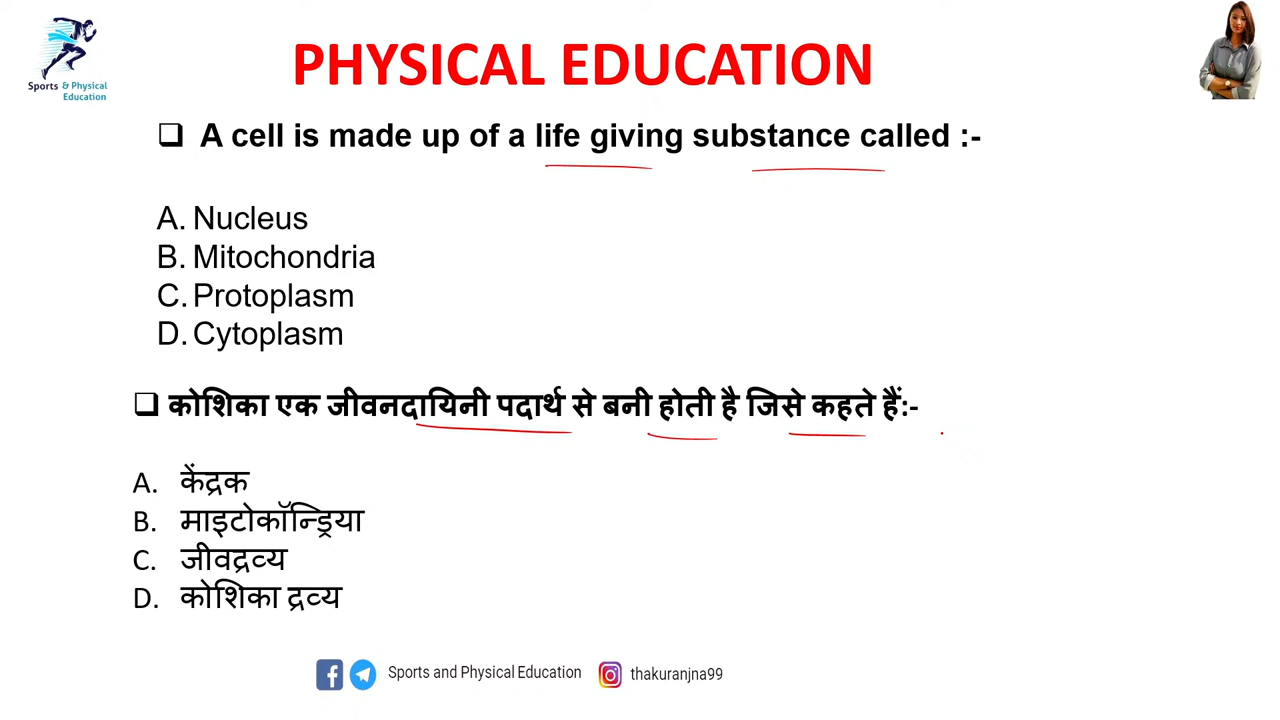 Sports & Physical
Education
PHYSICAL EDUCATION
❑ A cell is made up of a life giving substance called :-
A. Nucleus
B. Mitochondria
C. Protoplasm
D. Cytoplasm
❑ कोशिका एक जीवनदायिनी पदार्थ से बनी होती है जिसे कहते हैं:-
A. केंद्रक
B. माइटोकॉन्ड्रिया
C. जीवद्रव्य
D. कोशिका द्रव्य
Sports and Physical Education thakuranjna99